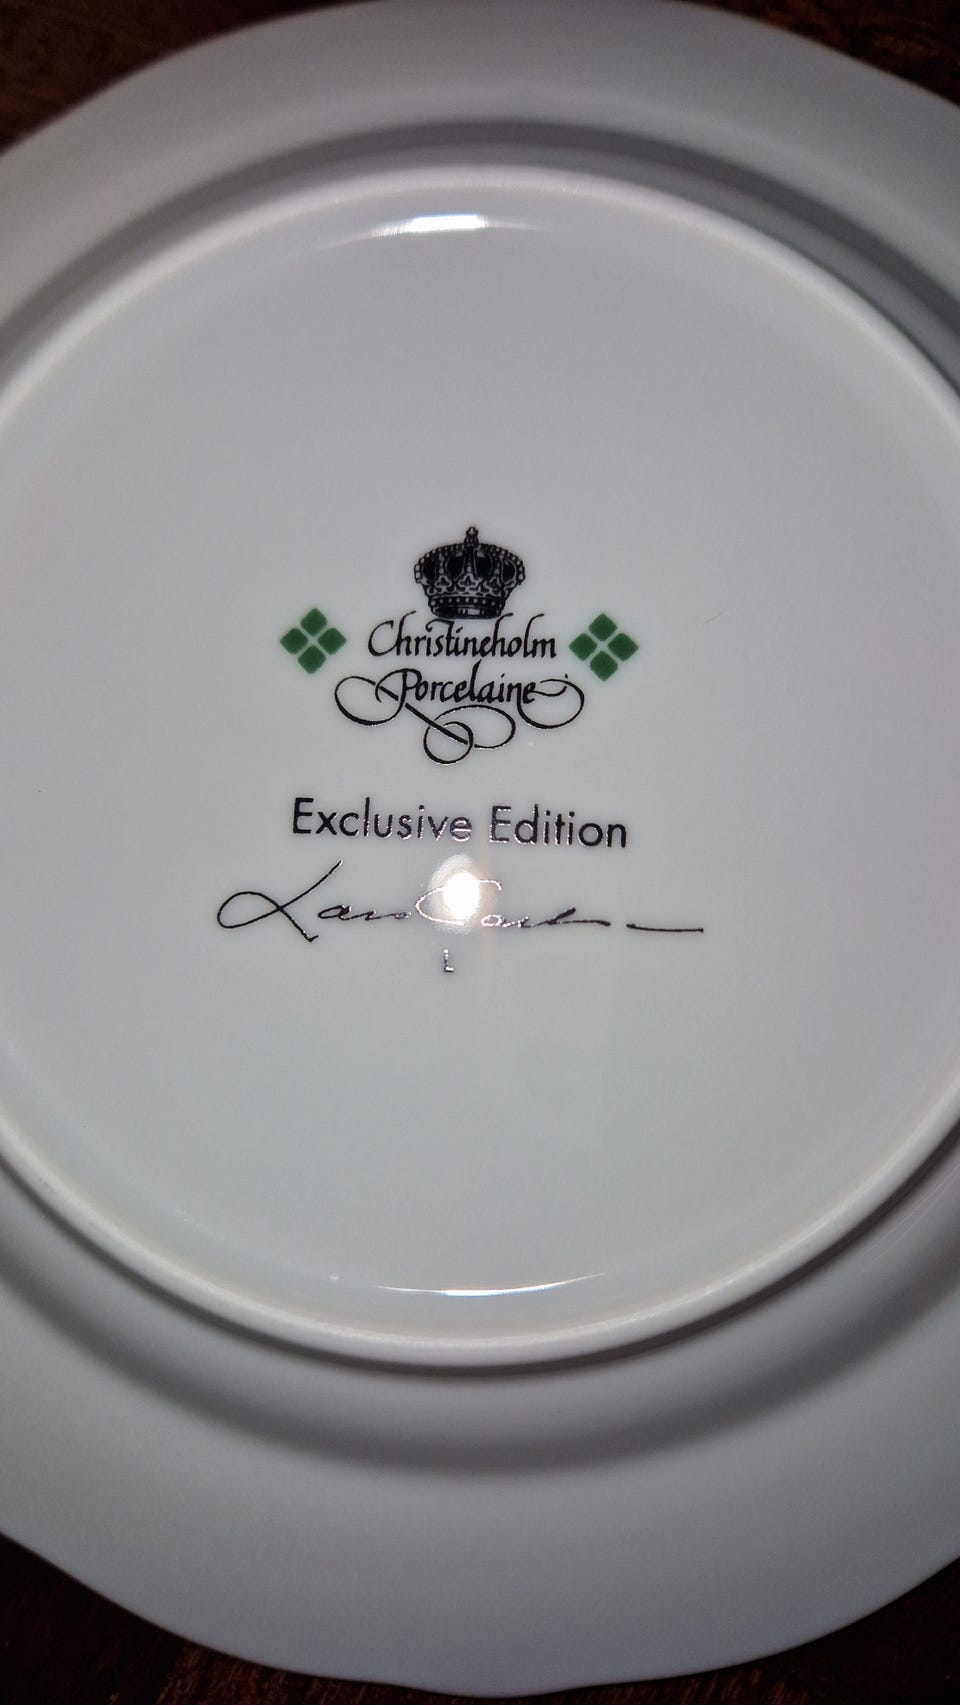 Christineholm
Porcelaine
Exclusive Edition
L